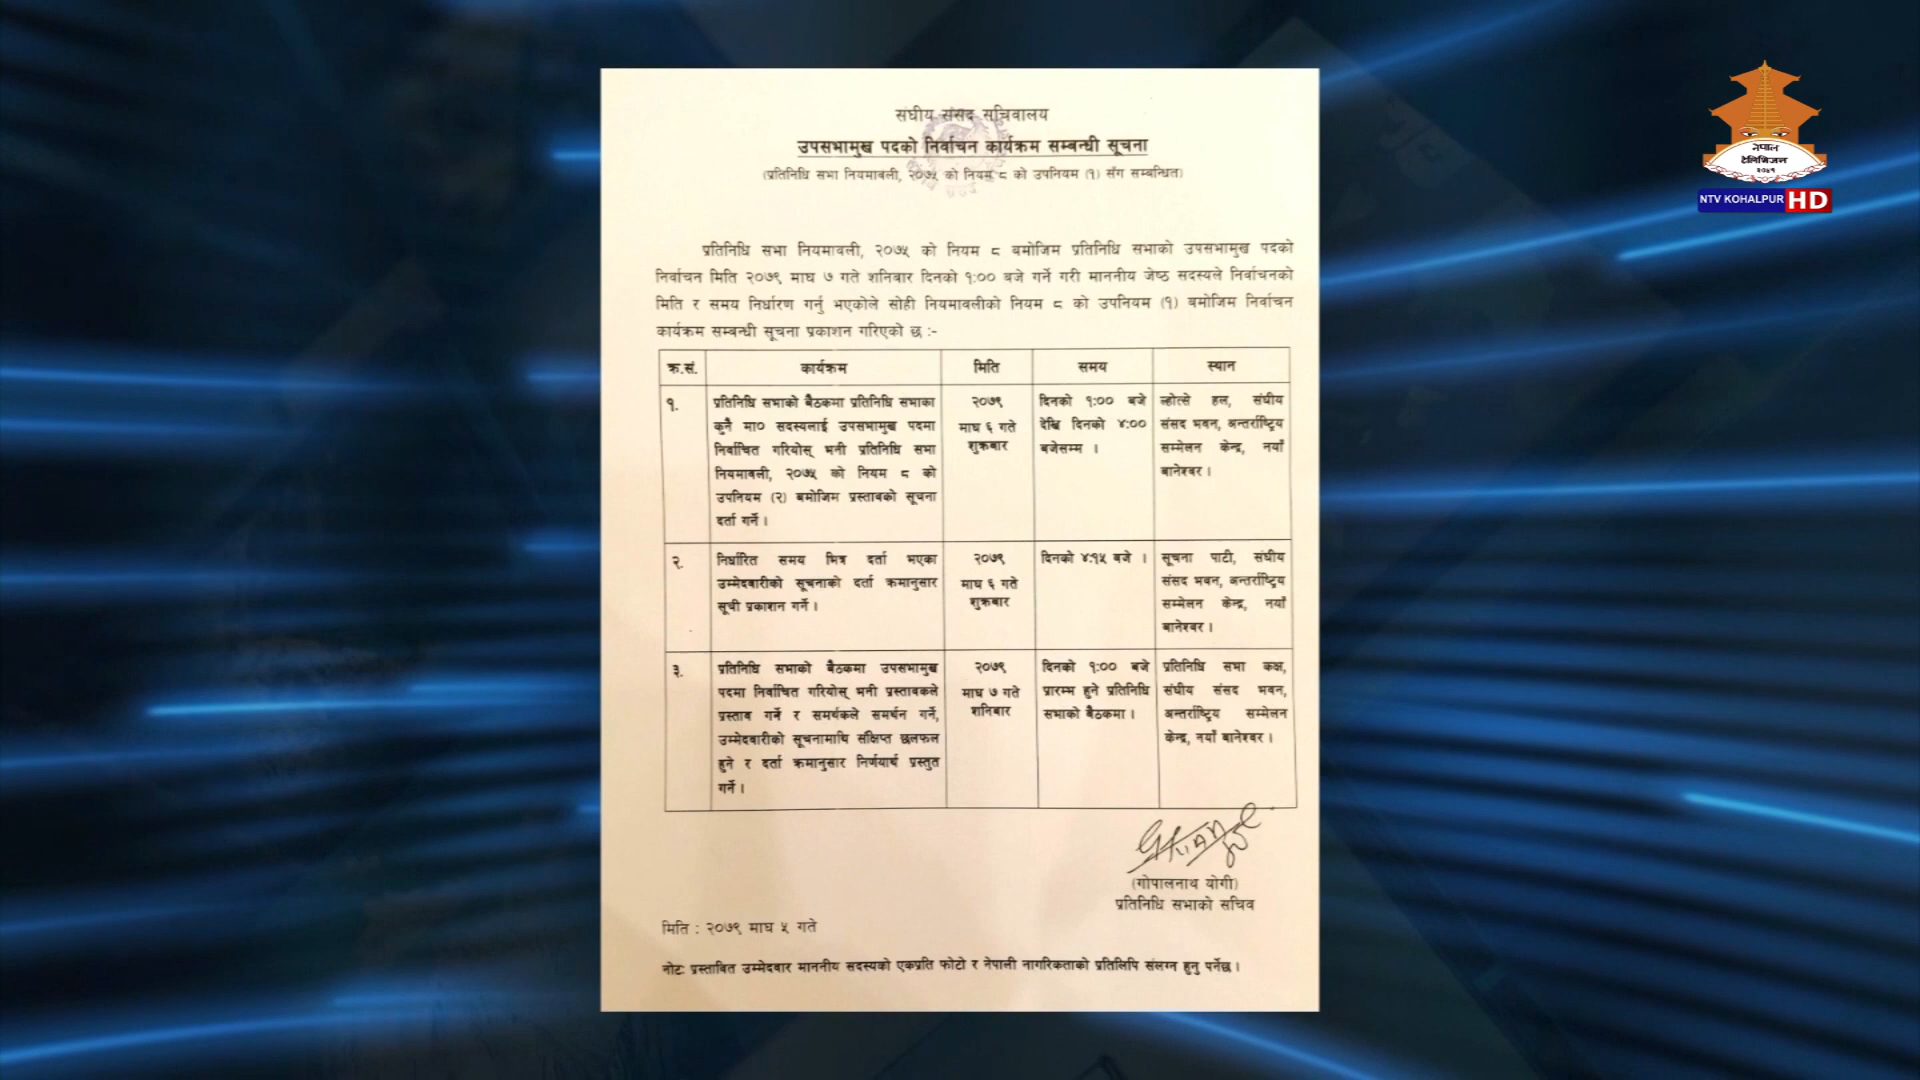 संघीय संसद सचिवालय
उपसभामुख पदको निर्वाचन कार्यक्रम सम्बन्धी सूचना
(प्रतिनिधि सभा नियमावली, २०७५ को नियम ८ को उपनियम (१) सँग सम्बन्धित)
प्रतिनिधि सभा नियमावली, २०७५ को नियम ८ बमोजिम प्रतिनिधि सभाको उपसभामुख पदको
निर्वाचन मिति २०७९ माघ ७ गते शनिबार दिनको १:०० बजे गर्ने गरी माननीय जेष्ठ सदस्यले निर्वाचनको
मिति र समय निर्धारण गर्नु भएकोले सोही नियमावलीको नियम ८ को उपनियम (१) बमोजिम निर्वाचन
कार्यक्रम सम्बन्धी सूचना प्रकाशन गरिएको छ :-
क्र.सं. कार्यक्रम मिति समय स्थान
१. प्रतिनिधि सभाको बैठकमा प्रतिनिधि सभाका २०७९ दिनको १:०० बजे ल्होत्से हल, संघीय
कुनै मा० सदस्यलाई उपसभामुख पदमा माघ ६ गते देखि दिनको ४:०० संसद भवन, अन्तर्राष्ट्रिय
निर्वाचित गरियोस् भनी प्रतिनिधि सभा शुक्रबार बजेसम्म । सम्मेलन केन्द्र, नयाँ
नियमावली, २०७५ को नियम ८ को बानेश्वर ।
उपनियम (२) बमोजिम प्रस्तावको सूचना
दर्ता गर्ने ।
२. निर्धारित समय भित्र दर्ता भएका २०७९ दिनको ४:१५ बजे । सूचना पाटी, संघीय
उम्मेदवारीको सूचनाको दर्ता क्रमानुसार माघ ६ गते संसद भवन, अन्तर्राष्ट्रिय
सूची प्रकाशन गर्ने । शुक्रबार सम्मेलन केन्द्र, नयाँ
बानेश्वर ।
३. प्रतिनिधि सभाको बैठकमा उपसभामुख २०७९ दिनको १:०० बजे प्रतिनिधि सभा कक्ष,
पदमा निर्वाचित गरियोस् भनी प्रस्तावकले माघ ७ गते प्रारम्भ हुने प्रतिनिधि संघीय संसद भवन,
प्रस्ताव गर्ने र समर्थकले समर्थन गर्ने, शनिबार सभाको बैठकमा । अन्तर्राष्ट्रिय सम्मेलन
उम्मेदवारीको सूचनामाथि संक्षिप्त छलफल केन्द्र, नयाँ बानेश्वर ।
हुने र दर्ता क्रमानुसार निर्णयार्थ प्रस्तुत
गर्ने ।
(गोपालनाथ योगी)
प्रतिनिधि सभाको सचिव
मिति : २०७९ माघ ५ गते
नोट: प्रस्तावित उम्मेदवार माननीय सदस्यको एकप्रति फोटो र नेपाली नागरिकताको प्रतिलिपि संलग्न हुनु पर्नेछ ।
नेपाल
टेलिभिजन
२०४१
NTV KOHALPUR HD